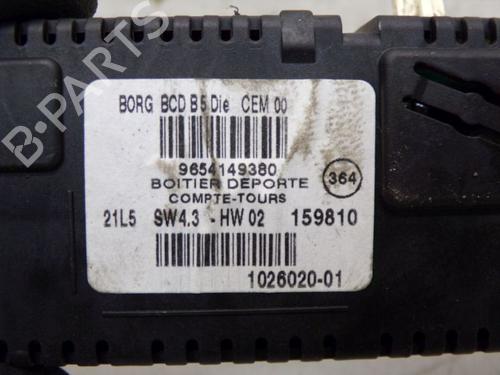 BORG BCD B5 Die CEM 00
9654149380
BOITIER DEPORTE
COMPTE-TOURS
364
21L5 SW4.3 -HW 02 159810
1026020-01
B-PARTS